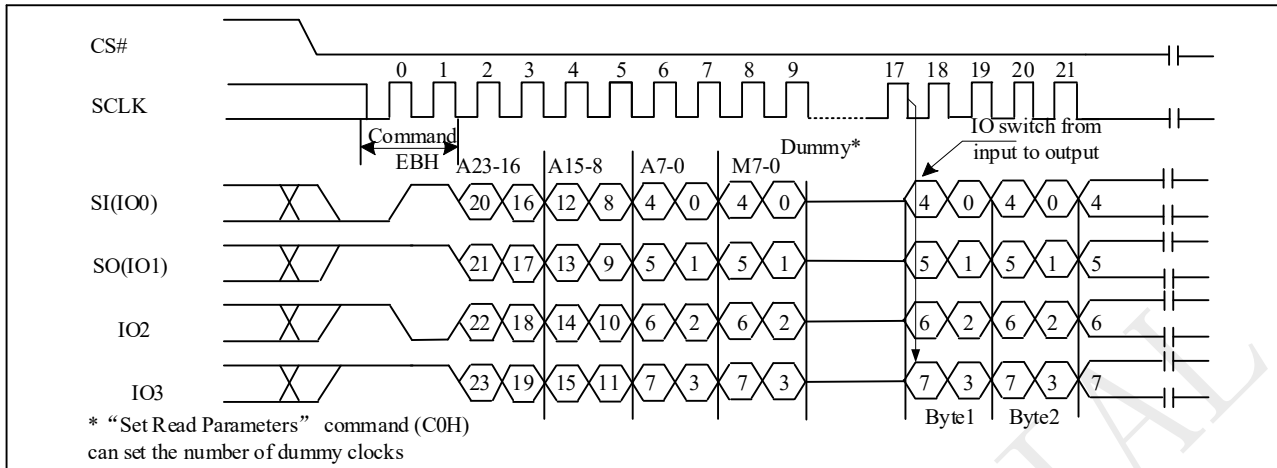 CS#
0 1 2 3 4 5 6 7 8 9 17 18 19 20 21
SCLK
Command
EBH
Dummy*
IO switch from
input to output
A23-16 A15-8 A7-0 M7-0
SI(IO0) 20 16 12 8 4 0 4 0 4 0 4 0 4
SO(IO1) 21 17 13 9 5 1 5 1 5 1 5 1 5
IO2 22 18 14 10 6 2 6 2 6 2 6 2 6
IO3 23 19 15 11 7 3 7 3 7 3 7 3 7
Byte1 Byte2
* “Set Read Parameters” command (C0H)
can set the number of dummy clocks